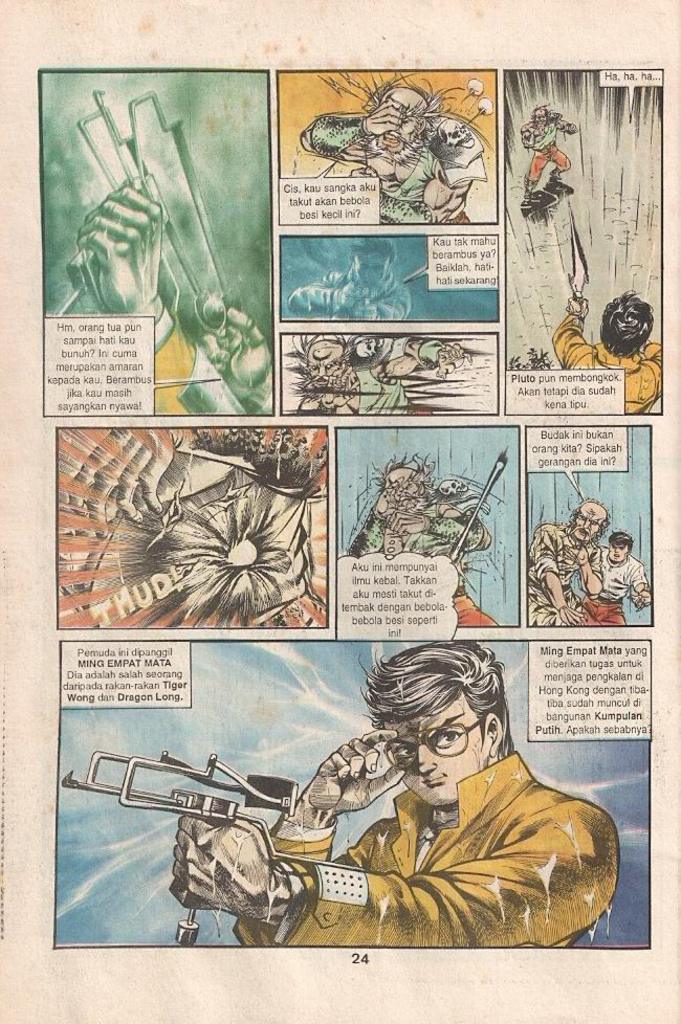 Hm, orang tua pun
sampai hati kau
bunuh? Ini cuma
merupakan amaran
kepada kau. Berambus
jika kau masih
sayangkan nyawa!
Cis, kau sangka aku
takut akan bebola
besi kecil ini?
Kau tak mahu
berambus ya?
Baiklah, hati-
hati sekarang!
Ha, ha, ha...
Pluto pun membongkok.
Akan tetapi dia sudah
kena tipu.
THUD!
Aku ini mempunyai
ilmu kebal. Takkan
aku mesti takut di-
tembak dengan bebola-
bebola besi seperti
ini!
Budak ini bukan
orang kita? Sipakah
gerangan dia ini?
Pemuda ini dipanggil
MING EMPAT MATA
Dia adalah salah seorang
daripada rakan-rakan Tiger
Wong dan Dragon Long.
Ming Empat Mata yang
diberikan tugas untuk
menjaga pengkalan di
Hong Kong dengan tiba-
tiba sudah muncul di
bangunan Kumpulan
Putih. Apakah sebabnya?
24